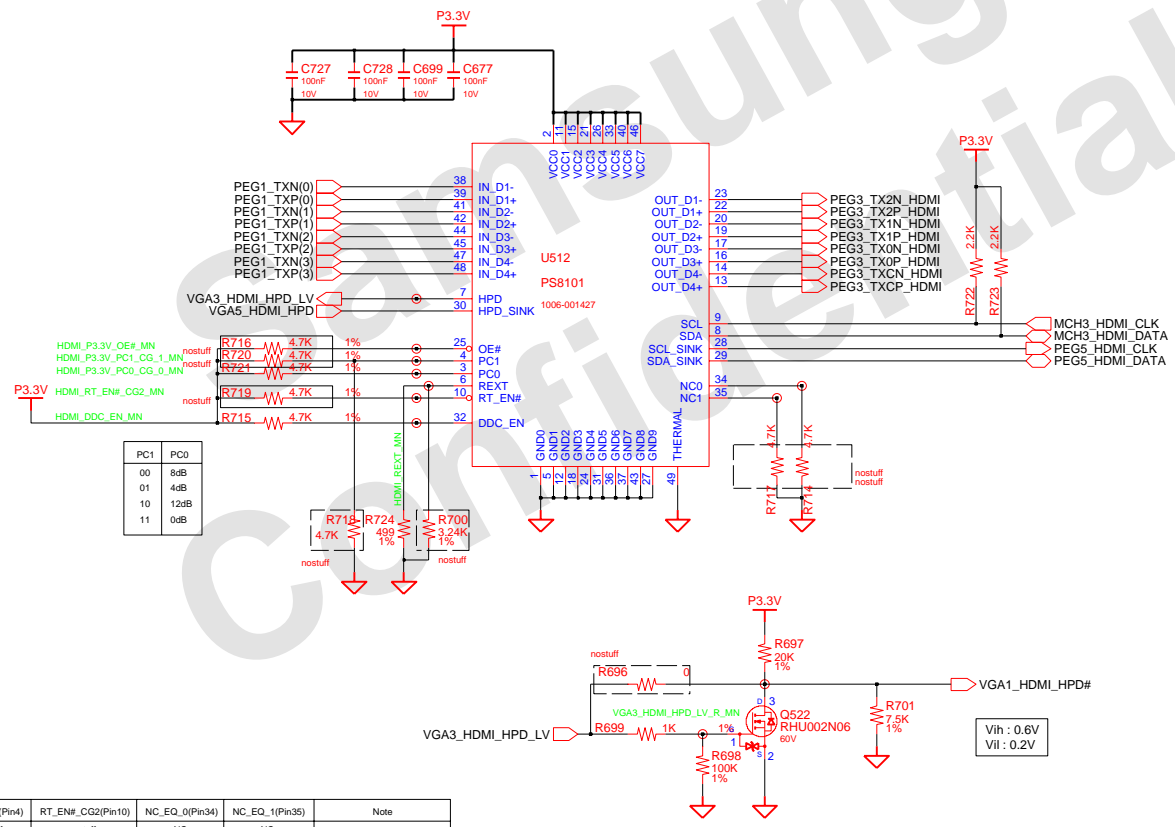 Samsung
Confidential
P3.3V
C727
100nF
10V
C728
100nF
10V
C699
100nF
10V
C677
100nF
10V
2
11
15
21
26
33
40
46
VCC0
VCC1
VCC2
VCC3
VCC4
VCC5
VCC6
VCC7
PEG1_TXN(0) 38 IN_D1-
PEG1_TXP(0) 39 IN_D1+
PEG1_TXN(1) 41 IN_D2-
PEG1_TXP(1) 42 IN_D2+
PEG1_TXN(2) 44 IN_D3-
PEG1_TXP(2) 45 IN_D3+
PEG1_TXN(3) 47 IN_D4-
PEG1_TXP(3) 48 IN_D4+
VGA3_HDMI_HPD_LV 7 HPD
VGA5_HDMI_HPD 30 HPD_SINK
U512
PS8101
1006-001427
OUT_D1- 23 PEG3_TX2N_HDMI
OUT_D1+ 22 PEG3_TX2P_HDMI
OUT_D2- 20 PEG3_TX1N_HDMI
OUT_D2+ 19 PEG3_TX1P_HDMI
OUT_D3- 17 PEG3_TX0N_HDMI
OUT_D3+ 16 PEG3_TX0P_HDMI
OUT_D4- 14 PEG3_TXCN_HDMI
OUT_D4+ 13 PEG3_TXCP_HDMI
P3.3V
2.2K
2.2K
R722
R723
SCL 9 MCH3_HDMI_CLK
SDA 8 MCH3_HDMI_DATA
SCL_SINK 28 PEG5_HDMI_CLK
SDA_SINK 29 PEG5_HDMI_DATA
NC0 34
NC1 35
P3.3V
HDMI_P3.3V_OE#_MN R716 4.7K 1% 25 OE#
nostuff
HDMI_P3.3V_PC1_CG_1_MN R720 4.7K 1% 4 PC1
HDMI_P3.3V_PC0_CG_0_MN R721 4.7K 1% 3 PC0
6 REXT
HDMI_RT_EN#_CG2_MN R719 4.7K 1% 10 RT_EN#
nostuff
HDMI_DDC_EN_MN R715 4.7K 1% 32 DDC_EN
GND0
GND1
GND2
GND3
GND4
GND5
GND6
GND7
GND8
GND9
THERMAL
1
5
12
18
24
31
36
37
43
27
49
PC1 PC0
00 8dB
01 4dB
10 12dB
11 0dB
HDMI_REXT_MN
R718
4.7K
nostuff
R724
499
1%
R700
3.24K
1%
nostuff
4.7K
4.7K
R717
R714
nostuff
nostuff
P3.3V
R697
20K
1%
nostuff
R696 0
VGA1_HDMI_HPD#
VGA3_HDMI_HPD_LV_R_MN
VGA3_HDMI_HPD_LV
R699 1K 1%
R698
100K
1%
D 3
G
1
S 2
Q522
RHU002N06
60V
R701
7.5K
1%
Vih : 0.6V
Vil : 0.2V
(Pin4) RT_EN#_CG2(Pin10) NC_EQ_0(Pin34) NC_EQ_1(Pin35) Note